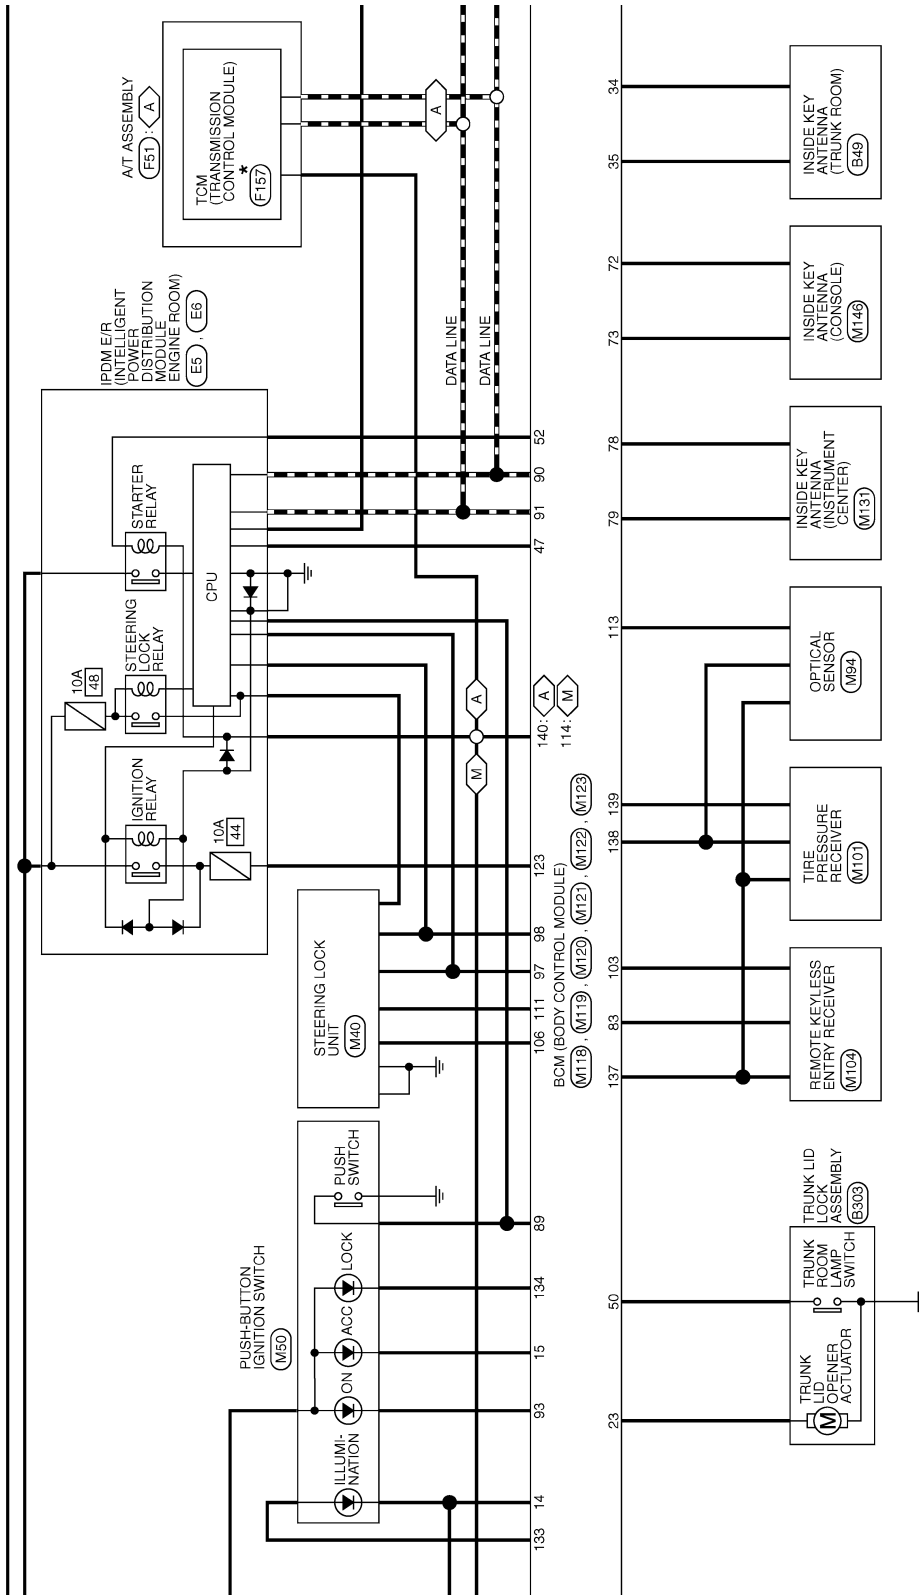 A/T ASSEMBLY
F51 : A
TCM
(TRANSMISSION
CONTROL MODULE)
*
F157
A
IPDM E/R
(INTELLIGENT
POWER
DISTRIBUTION
MODULE
ENGINE ROOM)
E5 , E6
DATA LINE
DATA LINE
STARTER
RELAY
CPU
STEERING
LOCK
RELAY
10A
48
IGNITION
RELAY
10A
44
A
M
52
90
91
47
140: A
114: M
123
98
97
111
106
89
134
15
93
14
133
STEERING LOCK
UNIT
M40
PUSH-BUTTON
IGNITION SWITCH
M50
PUSH
SWITCH
LOCK
ACC
ON
ILLUMI-
NATION
BCM (BODY CONTROL MODULE)
M118 , M119 , M120 , M121 , M122 , M123
34
35
72
73
78
79
113
139
138
103
83
137
50
23
INSIDE KEY
ANTENNA
(TRUNK ROOM)
B49
INSIDE KEY
ANTENNA
(CONSOLE)
M146
INSIDE KEY
ANTENNA
(INSTRUMENT
CENTER)
M131
OPTICAL
SENSOR
M94
TIRE
PRESSURE
RECEIVER
M101
REMOTE KEYLESS
ENTRY RECEIVER
M104
TRUNK LID
LOCK
ASSEMBLY
B303
TRUNK
ROOM
LAMP
SWITCH
TRUNK
LID
OPENER
ACTUATOR
M